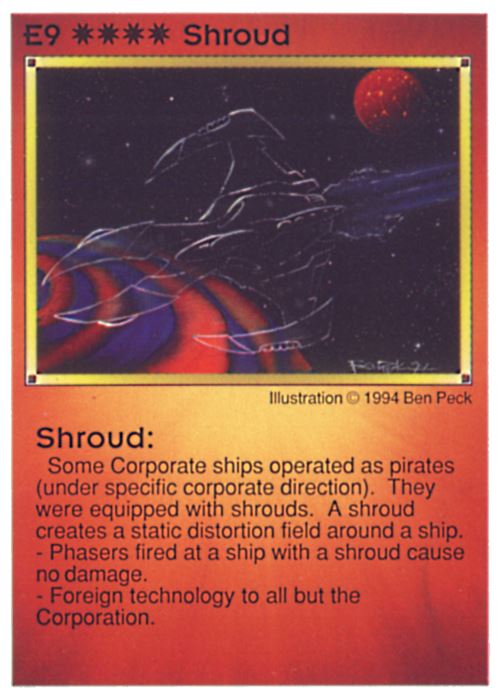 E9 ✷✷✷✷ Shroud
Illustration © 1994 Ben Peck
Shroud:
Some Corporate ships operated as pirates
(under specific corporate direction). They
were equipped with shrouds. A shroud
creates a static distortion field around a ship.
- Phasers fired at a ship with a shroud cause
no damage.
- Foreign technology to all but the
Corporation.